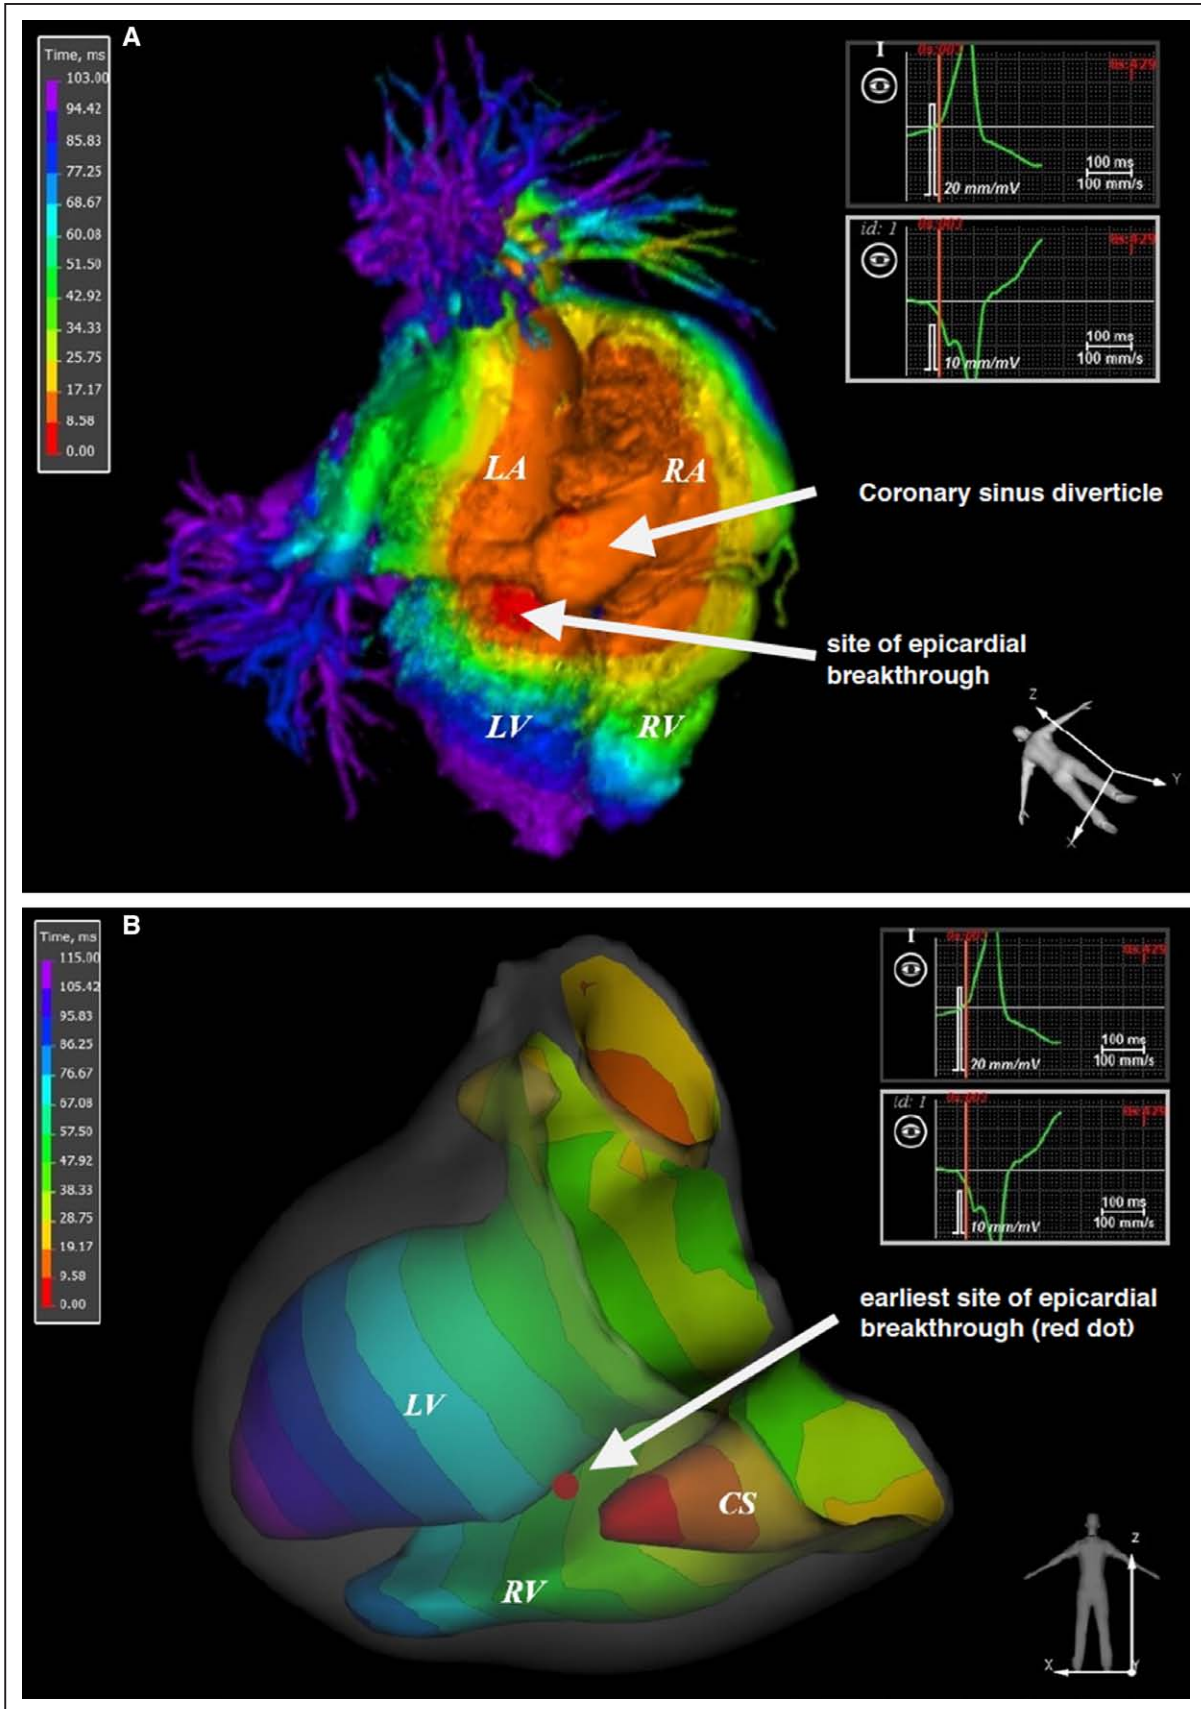 A
Time, ms
103.00
94.42
85.83
77.25
68.67
60.08
51.50
42.92
34.33
25.75
17.17
8.58
0.00
I
100 ms
20 mm/mV
100 mm/s
id: 1
100 ms
10 mm/mV
100 mm/s
LA
RA
Coronary sinus diverticle
site of epicardial
breakthrough
LV
RV
Z
Y
X
B
Time, ms
115.00
105.42
95.83
86.25
76.67
67.08
57.50
47.92
38.33
28.75
19.17
9.58
0.00
I
100 ms
20 mm/mV
100 mm/s
id: 1
100 ms
10 mm/mV
100 mm/s
earliest site of epicardial
breakthrough (red dot)
LV
CS
RV
Z
X
Y